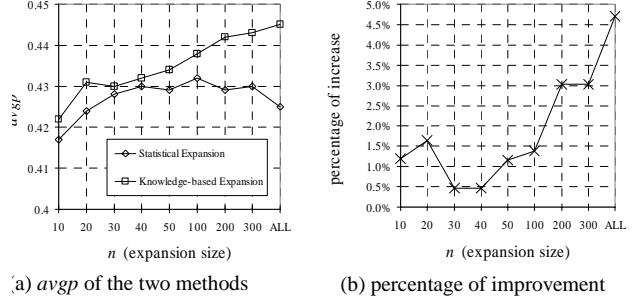 0.45
0.44
0.43
0.42
0.41
0.4
avgp
Statistical Expansion
Knowledge-based Expansion
10 20 30 40 50 100 200 300 ALL
n (expansion size)
(a) avgp of the two methods
5.0%
4.5%
4.0%
3.5%
3.0%
2.5%
2.0%
1.5%
1.0%
0.5%
0.0%
percentage of increase
10 20 30 40 50 100 200 300 ALL
n (expansion size)
(b) percentage of improvement